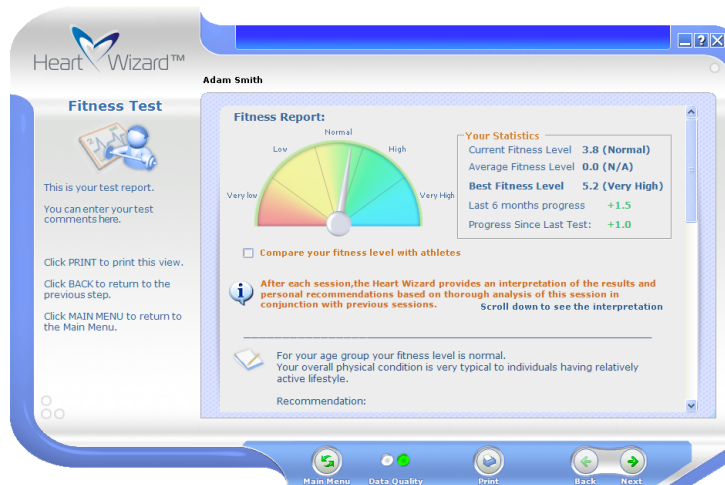 Heart Wizard™
Adam Smith
Fitness Test
This is your test report.
You can enter your test
comments here.
Click PRINT to print this view.
Click BACK to return to the
previous step.
Click MAIN MENU to return to
the Main Menu.
Fitness Report:
Normal
Low
High
Very low
Very High
Your Statistics
Current Fitness Level 3.8 (Normal)
Average Fitness Level 0.0 (N/A)
Best Fitness Level 5.2 (Very High)
Last 6 months progress +1.5
Progress Since Last Test: +1.0
Compare your fitness level with athletes
After each session,the Heart Wizard provides an interpretation of the results and
personal recommendations based on thorough analysis of this session in
conjunction with previous sessions.
Scroll down to see the interpretation
For your age group your fitness level is normal.
Your overall physical condition is very typical to individuals having relatively
active lifestyle.
Recommendation:
Main Menu
Data Quality
Print
Back
Next